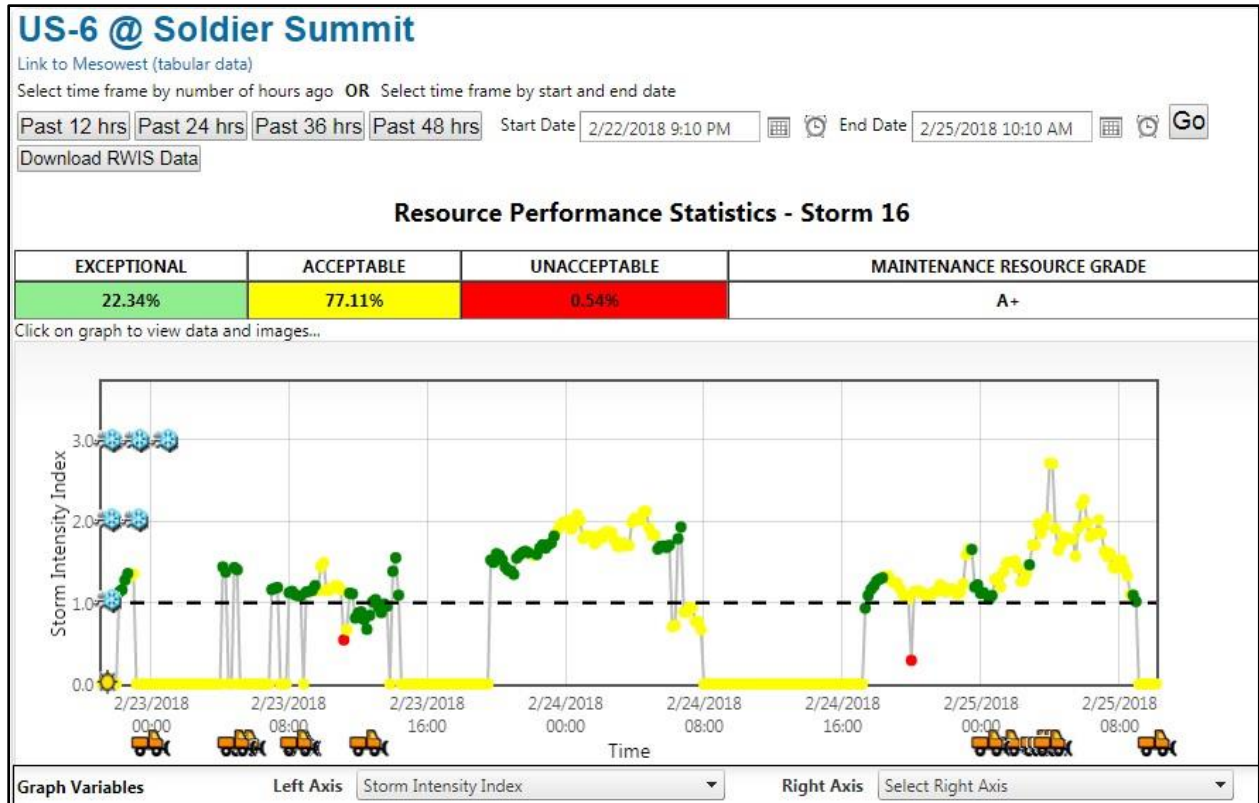 US-6 @ Soldier Summit
Link to Mesowest (tabular data)
Select time frame by number of hours ago OR Select time frame by start and end date
Past 12 hrs Past 24 hrs Past 36 hrs Past 48 hrs Start Date 2/22/2018 9:10 PM End Date 2/25/2018 10:10 AM Go
Download RWIS Data
Resource Performance Statistics - Storm 16
EXCEPTIONAL ACCEPTABLE UNACCEPTABLE MAINTENANCE RESOURCE GRADE
22.34% 77.11% 0.54% A+
Click on graph to view data and images...
Storm Intensity Index
3.0
2.0
1.0
0.0
2/23/2018 2/23/2018 2/23/2018 2/24/2018 2/24/2018 2/24/2018 2/25/2018 2/25/2018
00:00 08:00 16:00 00:00 08:00 16:00 00:00 08:00
Time
Graph Variables Left Axis Storm Intensity Index Right Axis Select Right Axis